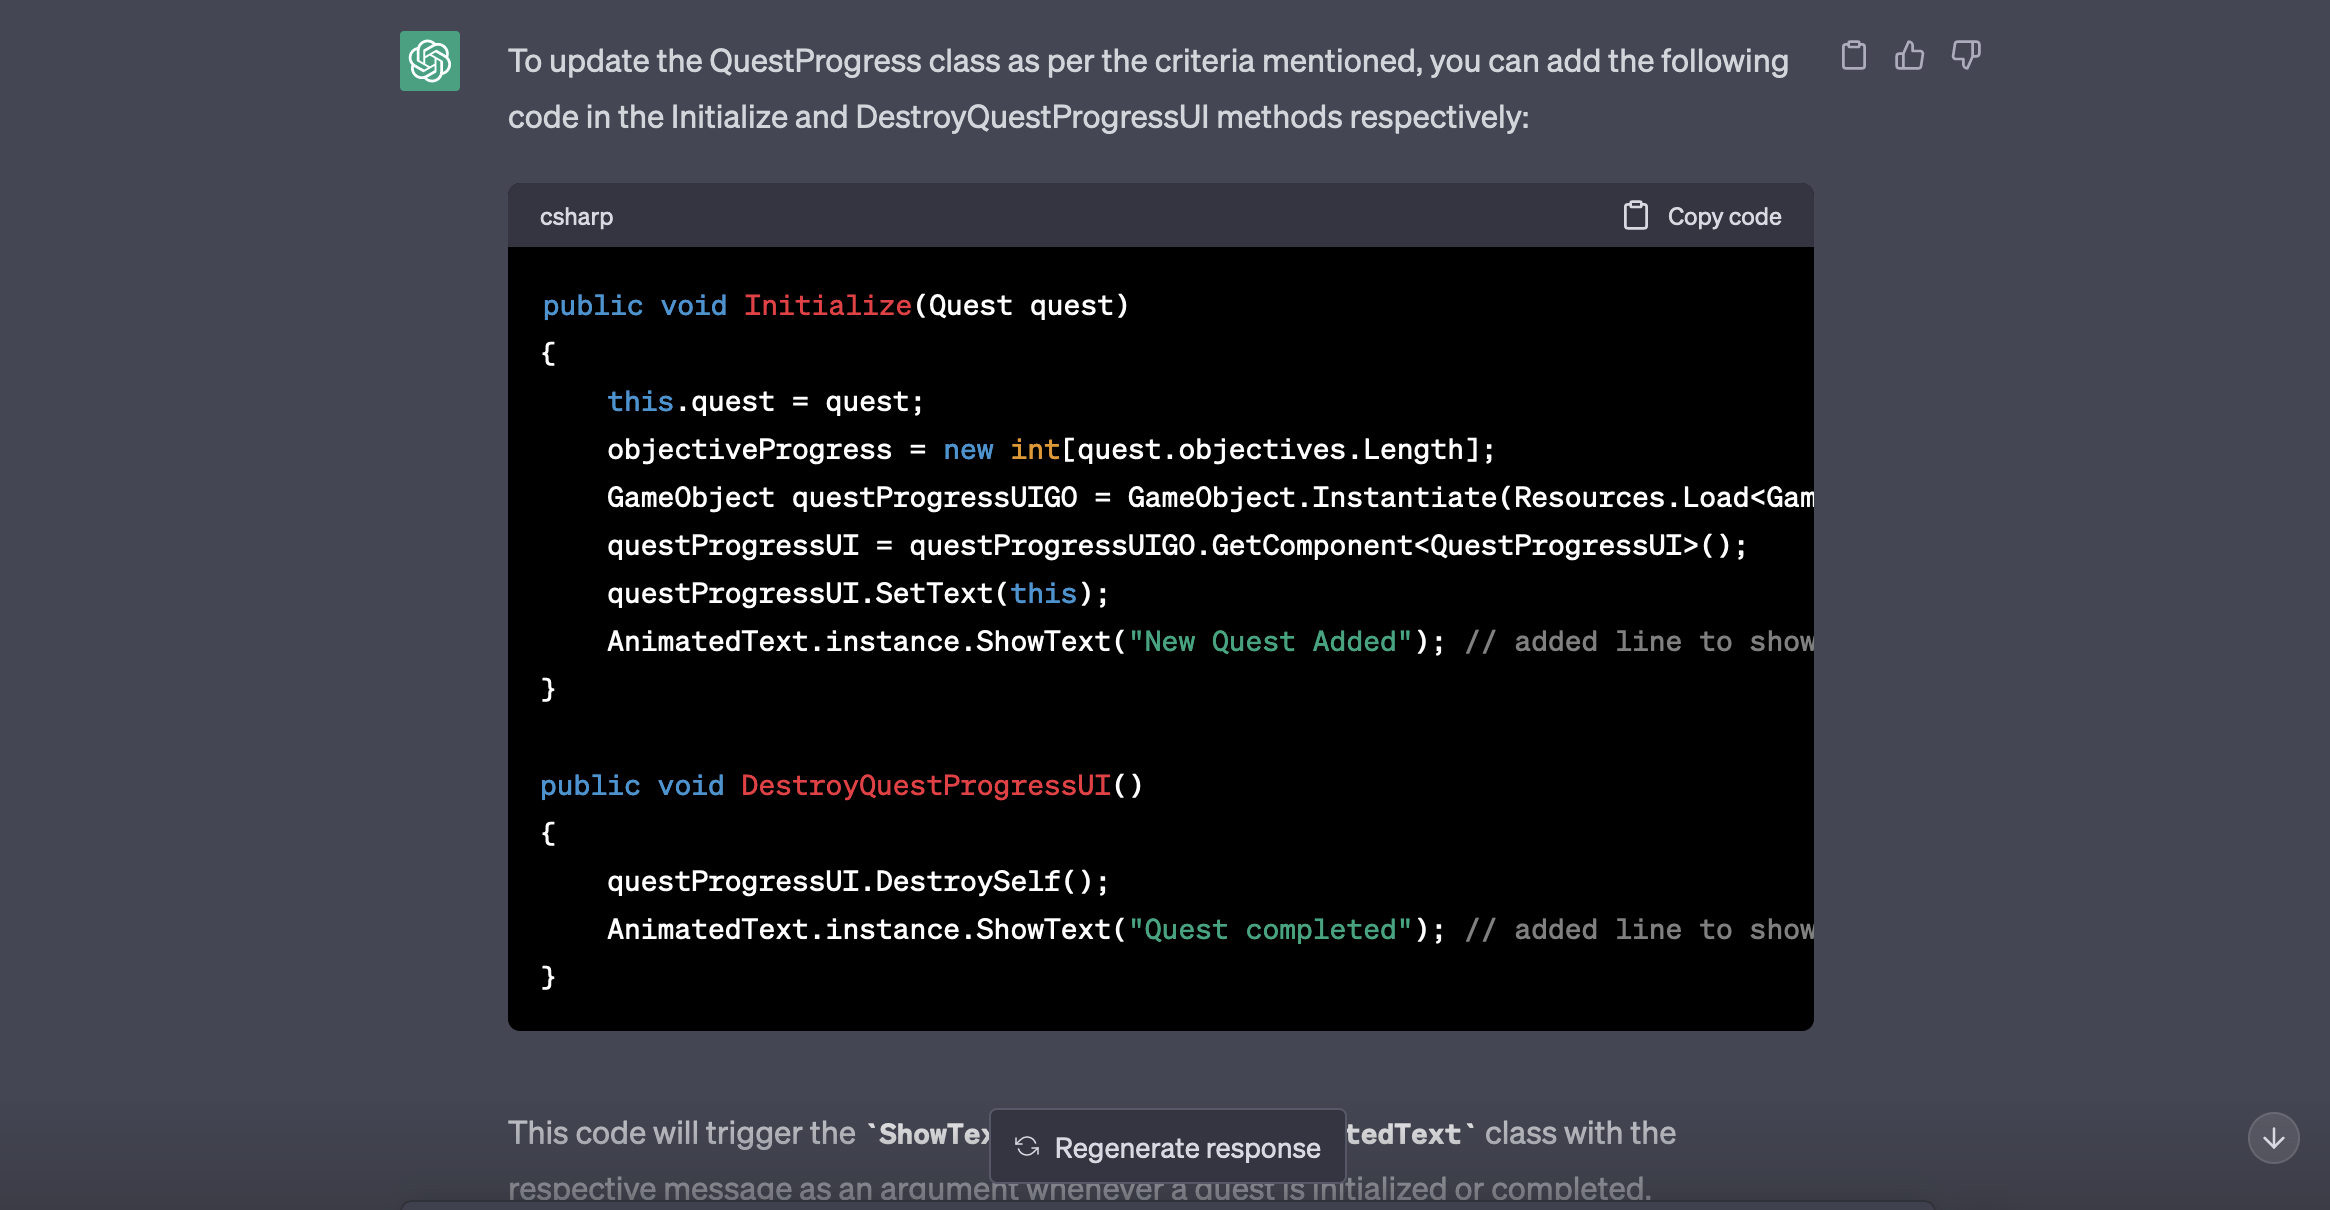 To update the QuestProgress class as per the criteria mentioned, you can add the following
code in the Initialize and DestroyQuestProgressUI methods respectively:
csharp
Copy code
public void Initialize(Quest quest)
{
this.quest = quest;
objectiveProgress = new int[quest.objectives.Length];
GameObject questProgressUIGO = GameObject.Instantiate(Resources.Load<Gam
questProgressUI = questProgressUIGO.GetComponent<QuestProgressUI>();
questProgressUI.SetText(this);
AnimatedText.instance.ShowText("New Quest Added"); // added line to show
}
public void DestroyQuestProgressUI()
{
questProgressUI.DestroySelf();
AnimatedText.instance.ShowText("Quest completed"); // added line to show
}
This code will trigger the `ShowTex tedText` class with the
Regenerate response
respective message as an argument whenever a quest is initialized or completed.